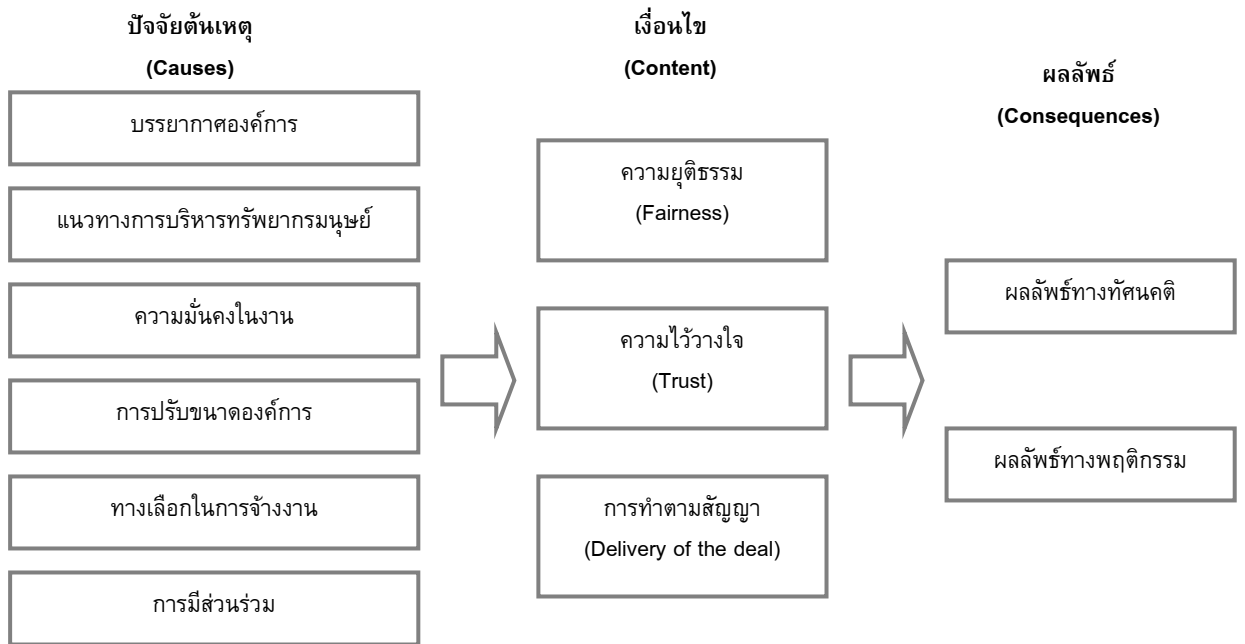 ปัจจัยต้นเหตุ
(Causes)
บรรยากาศองค์การ
แนวทางการบริหารทรัพยากรมนุษย์
ความมั่นคงในงาน
การปรับขนาดองค์การ
ทางเลือกในการจ้างงาน
การมีส่วนร่วม
เงื่อนไข
(Content)
ความยุติธรรม
(Fairness)
ความไว้วางใจ
(Trust)
การทำตามสัญญา
(Delivery of the deal)
ผลลัพธ์
(Consequences)
ผลลัพธ์ทางทัศนคติ
ผลลัพธ์ทางพฤติกรรม